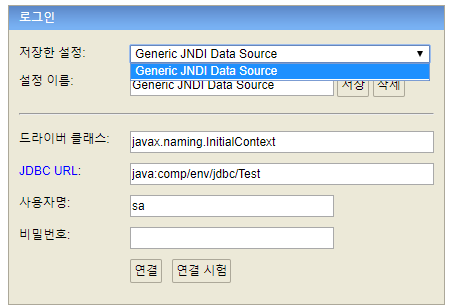 로그인
저장한 설정: Generic JNDI Data Source
Generic JNDI Data Source
설정 이름: Generic JNDI Data Source 저장 삭제
드라이버 클래스: javax.naming.InitialContext
JDBC URL: java:comp/env/jdbc/Test
사용자명: sa
비밀번호:
연결 연결 시험